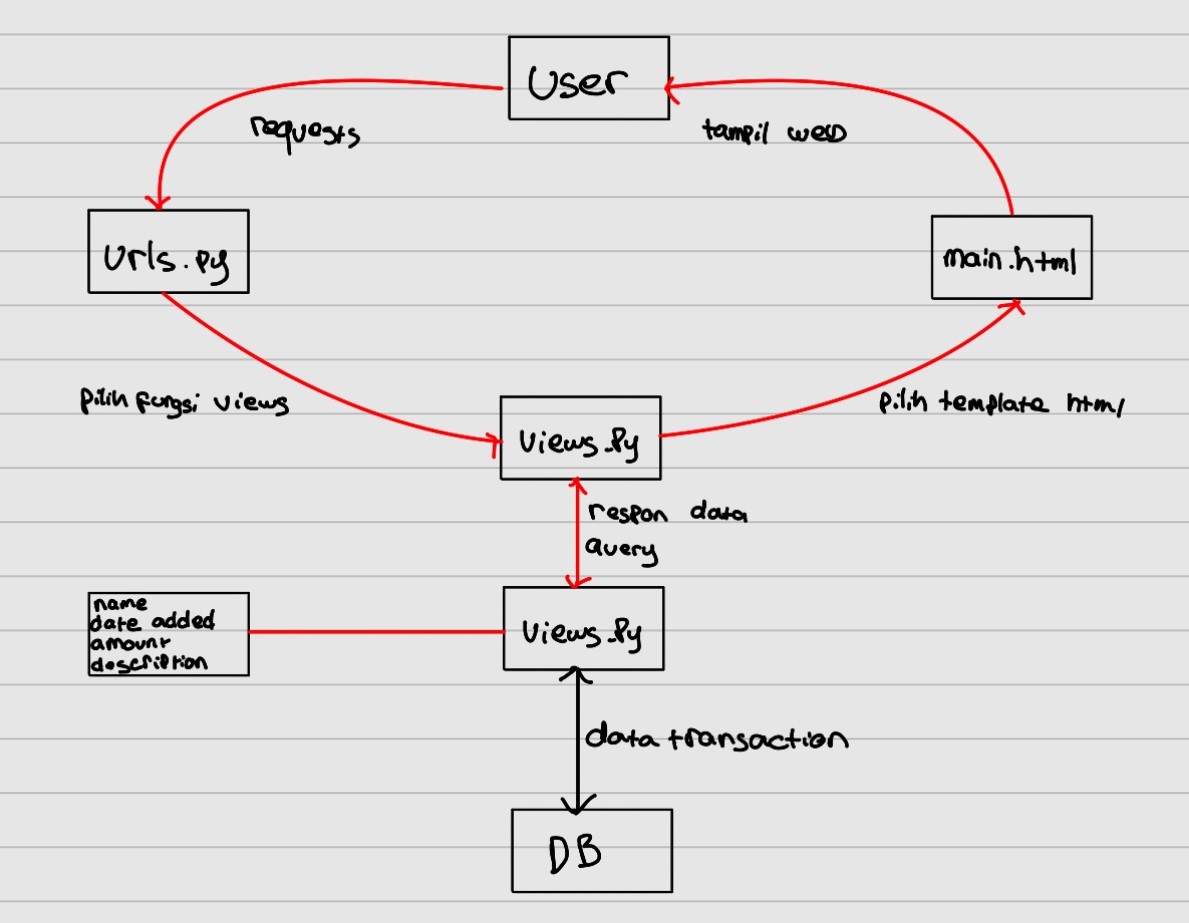 User
requests
tampil web
Urls.py
main.html
pilih fungsi views
pilih template html
Views.Py
respon data
query
name
date added
amount
description
Views.Py
data transaction
DB